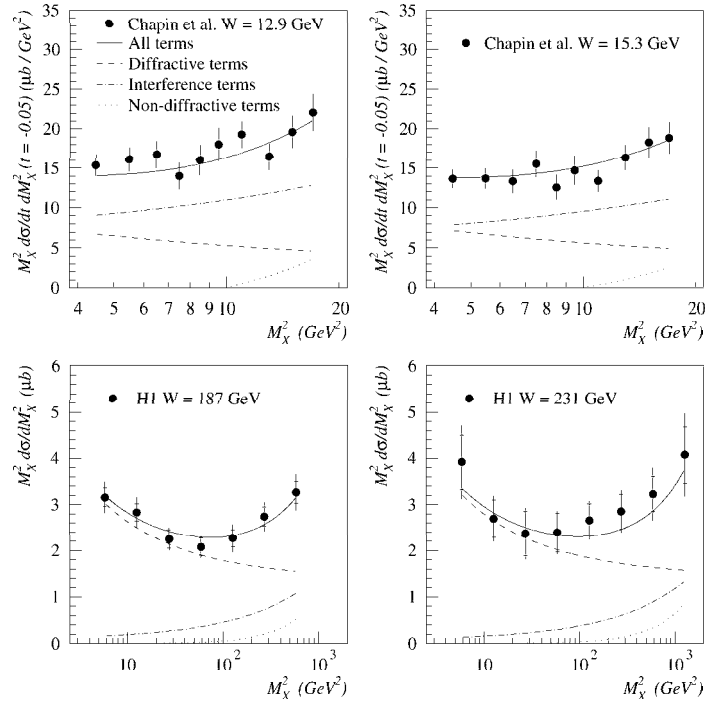 M_X^2 dσ/dt dM_X^2 (t = -0.05) (μb / GeV^2)
35
30
25
20
15
10
5
0
Chapin et al. W = 12.9 GeV
All terms
Diffractive terms
Interference terms
Non-diffractive terms
4 5 6 7 8 9 10 20
M_X^2 (GeV^2)
M_X^2 dσ/dt dM_X^2 (t = -0.05) (μb / GeV^2)
35
30
25
20
15
10
5
0
Chapin et al. W = 15.3 GeV
4 5 6 7 8 9 10 20
M_X^2 (GeV^2)
M_X^2 dσ/dM_X^2 (μb)
6
5
4
3
2
1
0
H1 W = 187 GeV
10 10^2 10^3
M_X^2 (GeV^2)
M_X^2 dσ/dM_X^2 (μb)
6
5
4
3
2
1
0
H1 W = 231 GeV
10 10^2 10^3
M_X^2 (GeV^2)